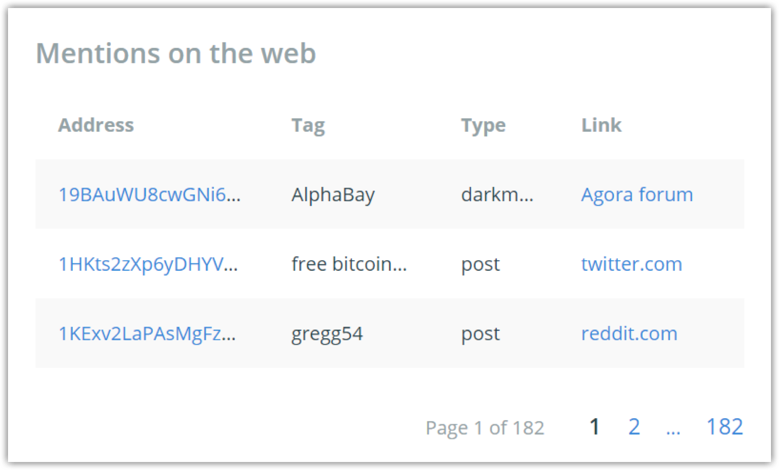 Mentions on the web
Address Tag Type Link
19BAuWU8cwGNi6... AlphaBay darkm... Agora forum
1HKts2zXp6yDHYV... free bitcoin... post twitter.com
1KExv2LaPAsMgFz... gregg54 post reddit.com
Page 1 of 182 1 2 ... 182